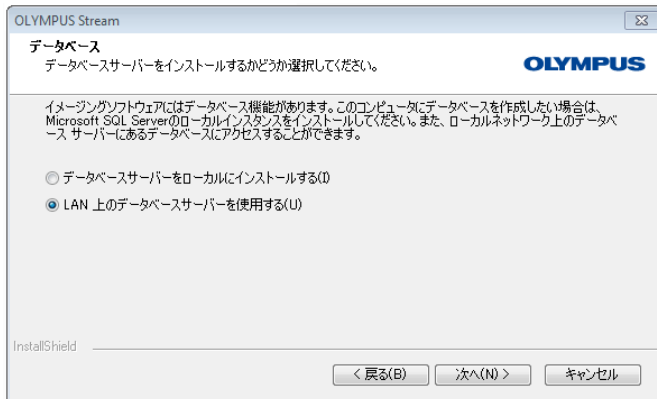 OLYMPUS Stream
データベース
データベースサーバーをインストールするかどうか選択してください。
OLYMPUS
イメージングソフトウェアにはデータベース機能があります。このコンピュータにデータベースを作成したい場合は、
Microsoft SQL Serverのローカルインスタンスをインストールしてください。また、ローカルネットワーク上のデータベ
ース サーバーにあるデータベースにアクセスすることができます。
データベースサーバーをローカルにインストールする(I)
LAN 上のデータベースサーバーを使用する(U)
InstallShield
< 戻る(B)
次へ(N) >
キャンセル